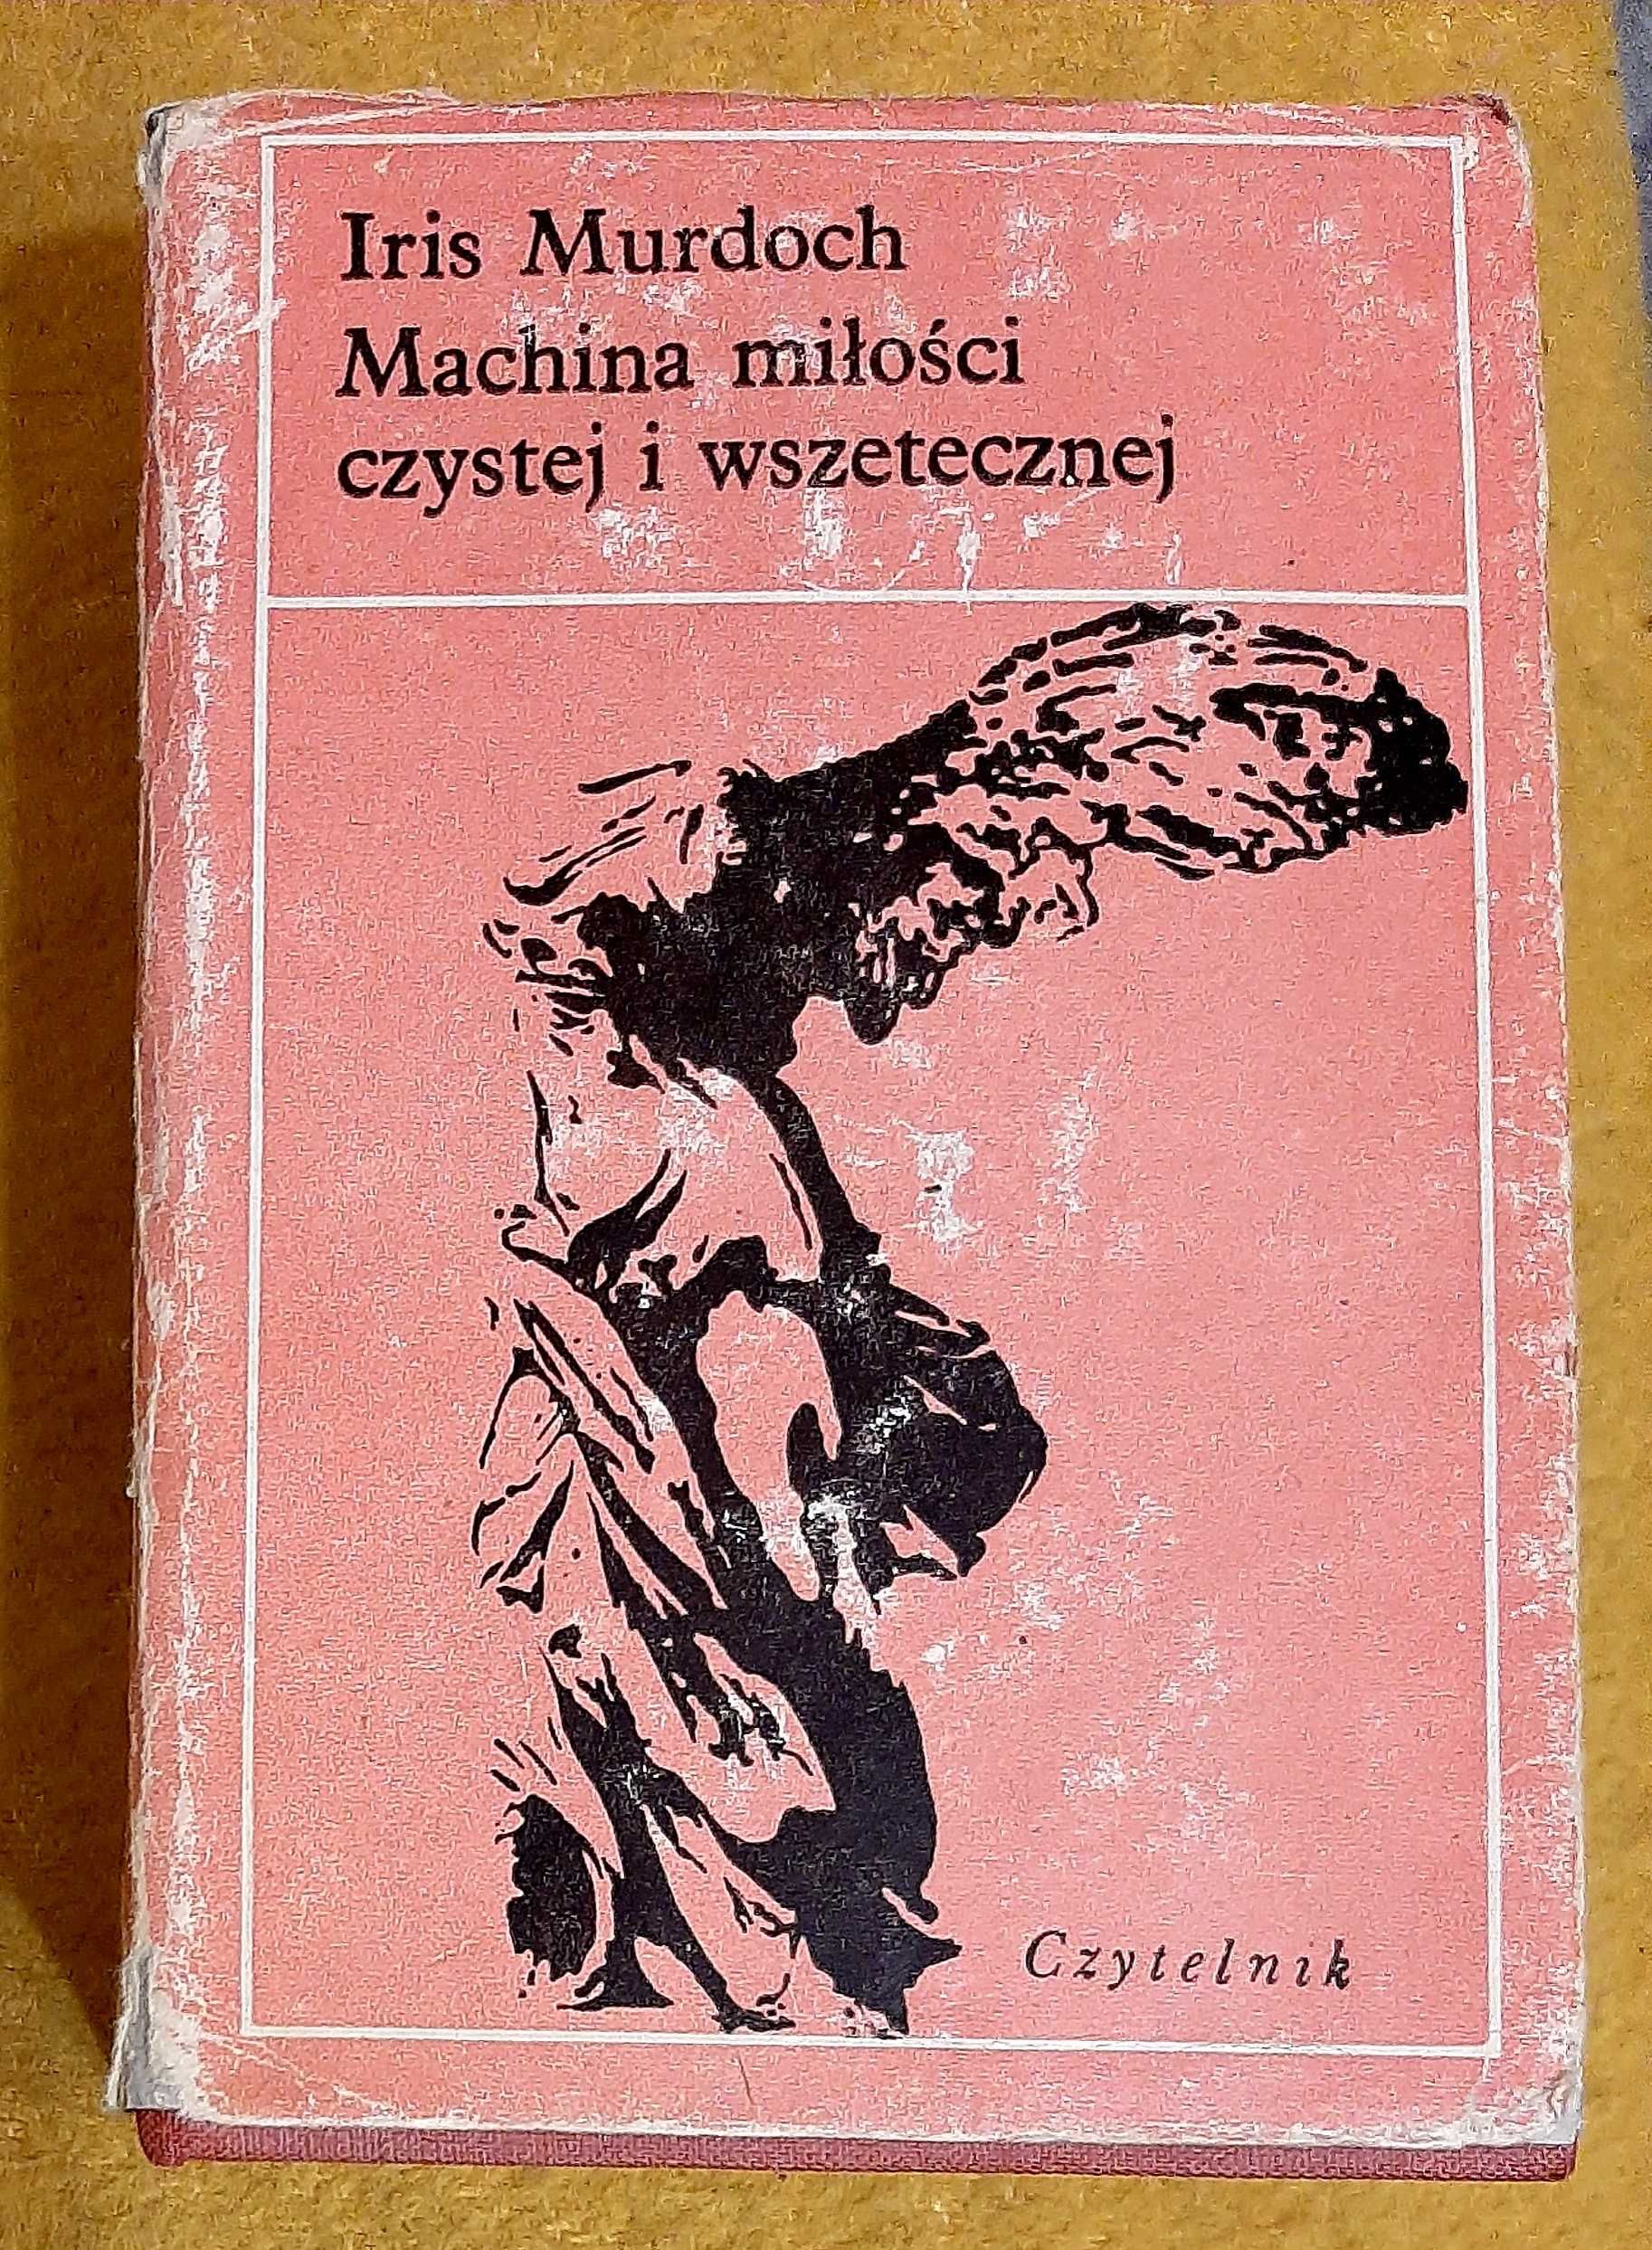 Iris Murdoch
Machina miłości
czystej i wszetecznej
Czytelnik